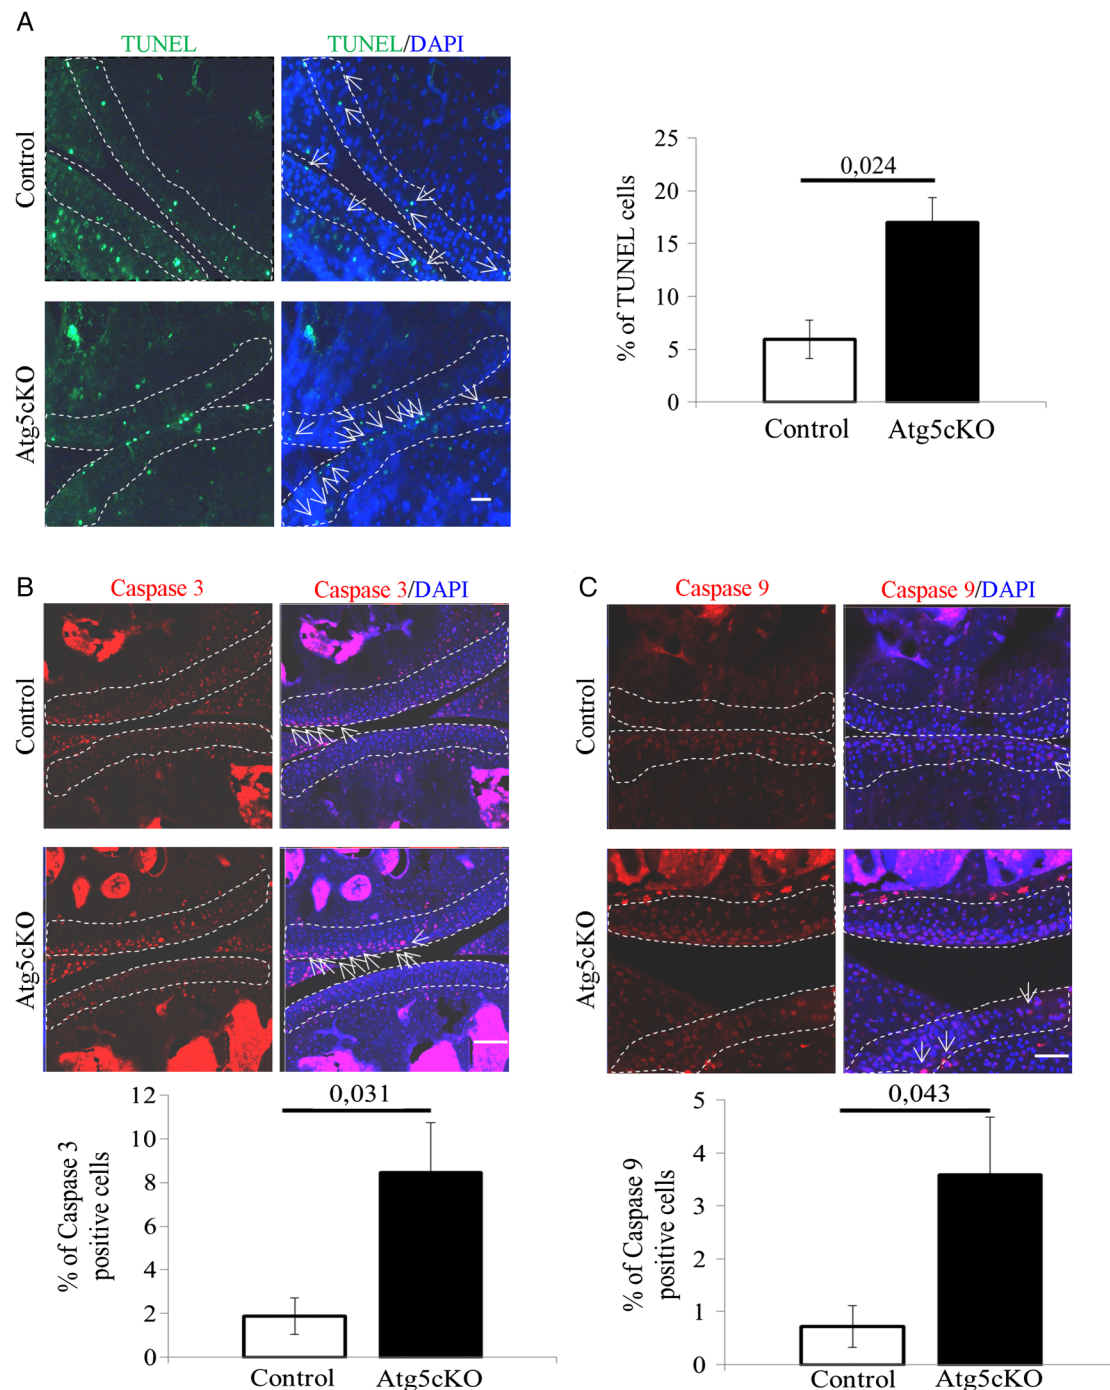 A
TUNEL
TUNEL/DAPI
Control
Atg5cKO
% of TUNEL cells
25
20
15
10
5
0
0,024
Control
Atg5cKO
B
Caspase 3
Caspase 3/DAPI
Control
Atg5cKO
% of Caspase 3
positive cells
12
10
8
6
4
2
0
0,031
Control
Atg5cKO
C
Caspase 9
Caspase 9/DAPI
Control
Atg5cKO
% of Caspase 9
positive cells
5
4
3
2
1
0
0,043
Control
Atg5cKO